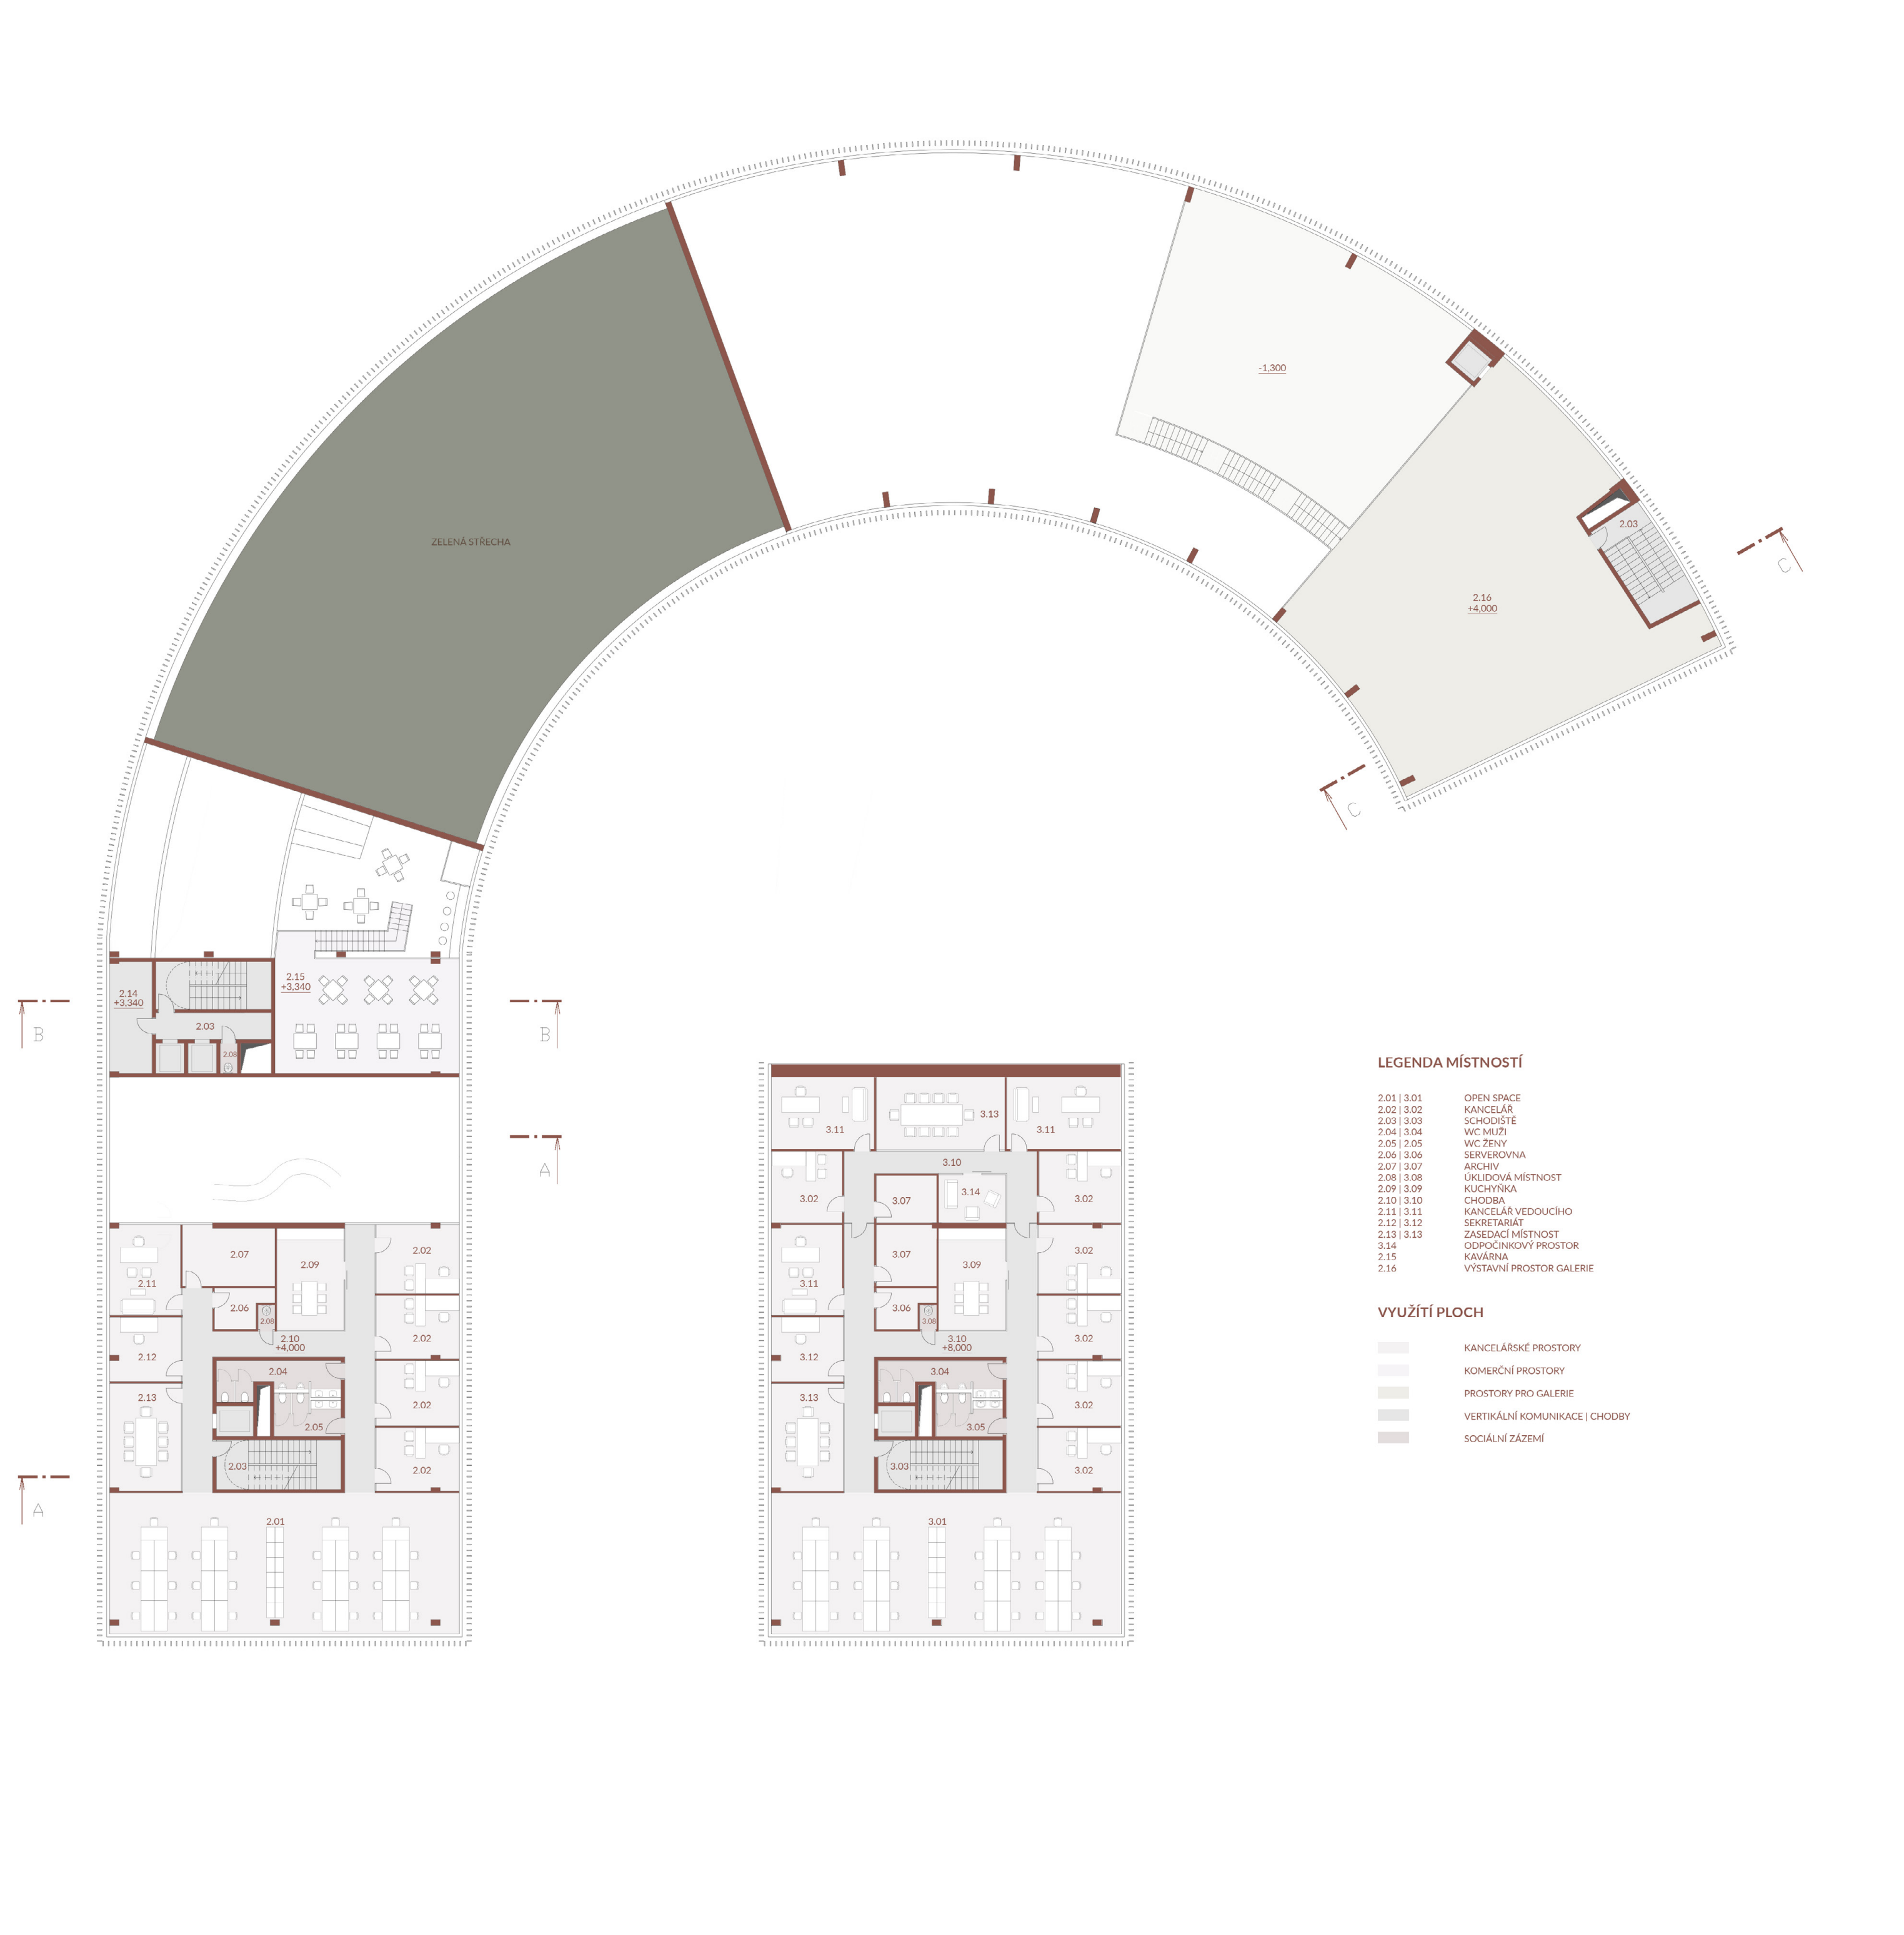 -1,300
ZELENÁ STŘECHA
2.03
C
2.16
+4,000
C
2.15
+3,340
2.14
+3,340
2.03
B
B
2.08
A
2.07
2.02
2.09
2.11
2.06
2.08
2.10
+4,000
2.02
2.12
2.04
2.13
2.02
2.05
2.03
2.02
A
2.01
3.13
3.11
3.11
3.10
3.14
3.02
3.07
3.02
3.07
3.02
3.09
3.11
3.06
3.08
3.10
+8,000
3.02
3.12
3.04
3.13
3.02
3.05
3.03
3.02
3.01
LEGENDA MÍSTNOSTÍ
2.01 | 3.01 OPEN SPACE
2.02 | 3.02 KANCELÁŘ
2.03 | 3.03 SCHODIŠTĚ
2.04 | 3.04 WC MUŽI
2.05 | 2.05 WC ŽENY
2.06 | 3.06 SERVEROVNA
2.07 | 3.07 ARCHIV
2.08 | 3.08 ÚKLIDOVÁ MÍSTNOST
2.09 | 3.09 KUCHYŇKA
2.10 | 3.10 CHODBA
2.11 | 3.11 KANCELÁŘ VEDOUCÍHO
2.12 | 3.12 SEKRETARIÁT
2.13 | 3.13 ZASEDACÍ MÍSTNOST
3.14 ODPOČINKOVÝ PROSTOR
2.15 KAVÁRNA
2.16 VÝSTAVNÍ PROSTOR GALERIE
VYUŽÍTÍ PLOCH
KANCELÁŘSKÉ PROSTORY
KOMERČNÍ PROSTORY
PROSTORY PRO GALERIE
VERTIKÁLNÍ KOMUNIKACE | CHODBY
SOCIÁLNÍ ZÁZEMÍ